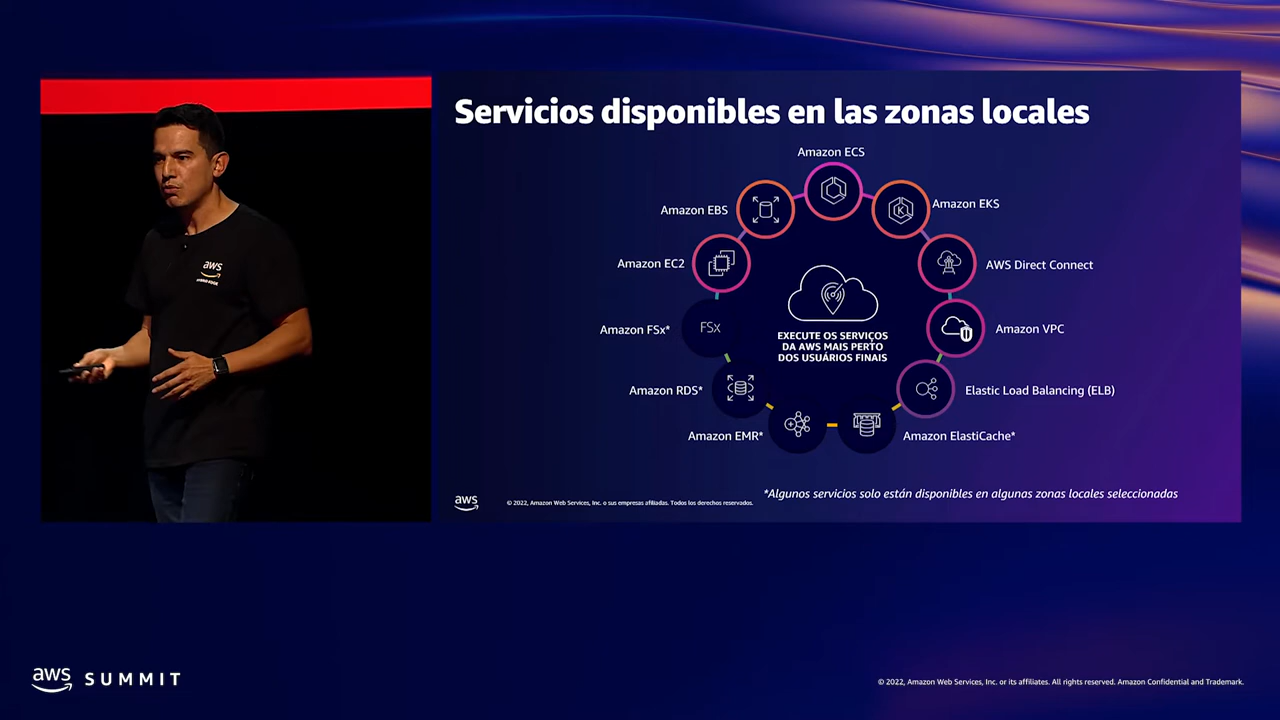 Servicios disponibles en las zonas locales
Amazon ECS
Amazon EBS
Amazon EKS
Amazon EC2
AWS Direct Connect
Amazon FSx*
FSx
Amazon VPC
EXECUTE OS SERVIÇOS
DA AWS MAIS PERTO
DOS USUÁRIOS FINAIS
Amazon RDS*
Elastic Load Balancing (ELB)
Amazon EMR*
Amazon ElastiCache*
*Algunos servicios solo están disponibles en algunas zonas locales seleccionadas
aws
© 2022, Amazon Web Services, Inc. o sus empresas afiliadas. Todos los derechos reservados.
aws
aws SUMMIT
© 2022, Amazon Web Services, Inc. or its affiliates. All rights reserved. Amazon Confidential and Trademark.